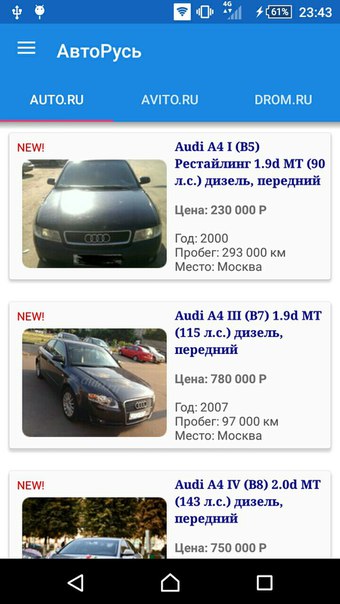 4G 61% 23:43
АвтоРусь
AUTO.RU AVITO.RU DROM.RU
NEW!
Audi A4 I (B5)
Рестайлинг 1.9d MT (90
л.с.) дизель, передний
Цена: 230 000 Р
Год: 2000
Пробег: 293 000 км
Место: Москва
NEW!
Audi A4 III (B7) 1.9d MT
(115 л.с.) дизель,
передний
Цена: 780 000 Р
Год: 2007
Пробег: 97 000 км
Место: Москва
NEW!
Audi A4 IV (B8) 2.0d MT
(143 л.с.) дизель,
передний
Цена: 750 000 Р